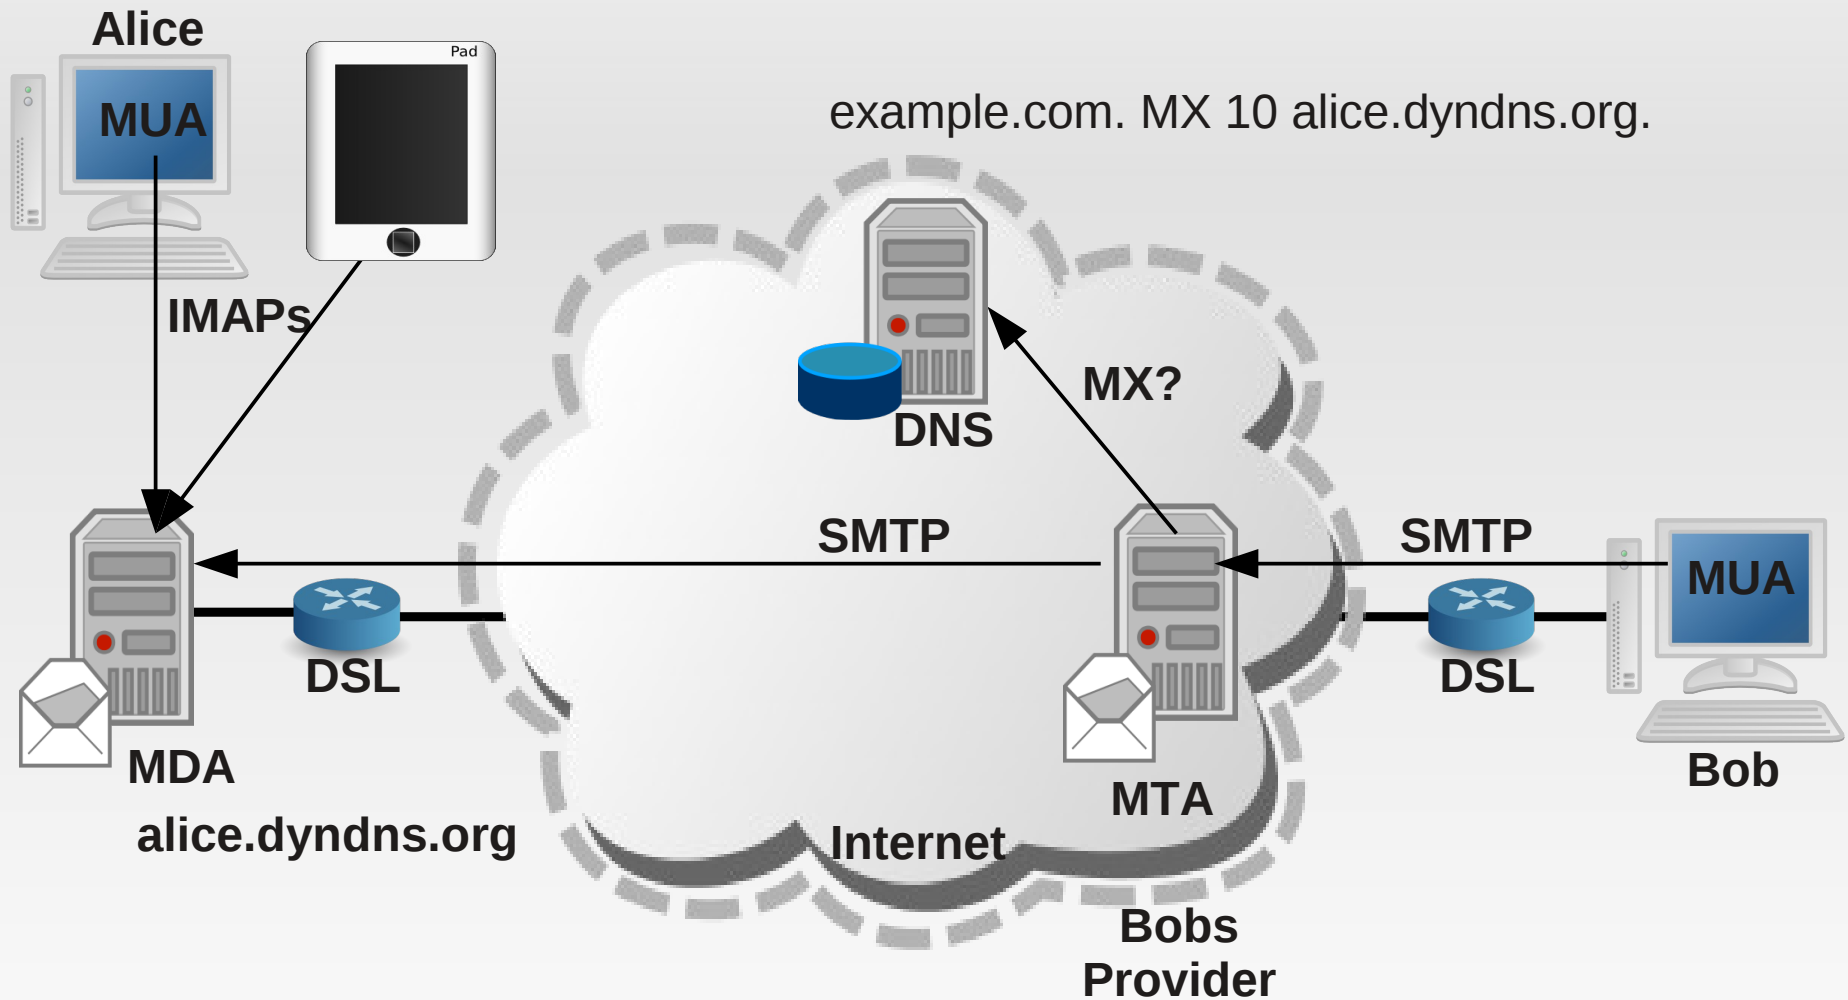 Alice
Pad
MUA
example.com. MX 10 alice.dyndns.org.
IMAPs
MX?
DNS
SMTP
SMTP
MUA
DSL
DSL
MDA
Bob
MTA
alice.dyndns.org
Internet
Bobs
Provider